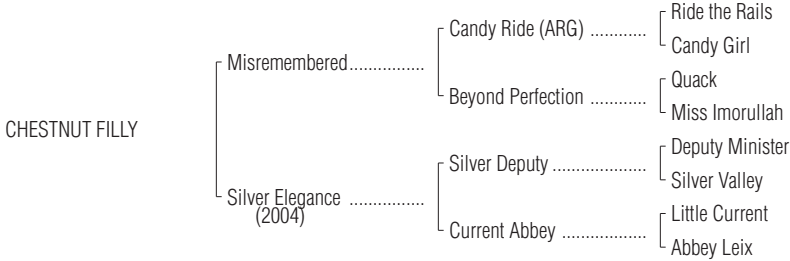 Ride the Rails
Candy Ride (ARG) ............
Candy Girl
Misremembered................
Quack
Beyond Perfection ............
Miss Imorullah
CHESTNUT FILLY
Deputy Minister
Silver Deputy ....................
Silver Valley
Silver Elegance ................
(2004)
Little Current
Current Abbey ..................
Abbey Leix